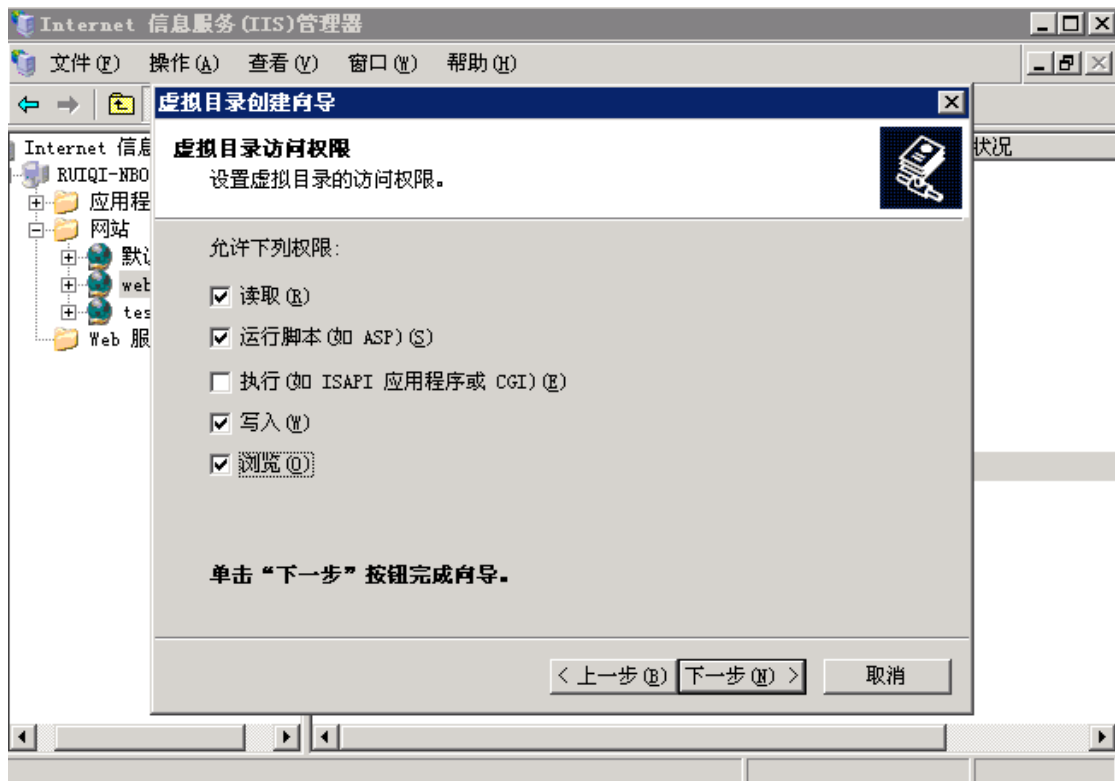 Internet 信息服务(IIS)管理器
文件(F) 操作(A) 查看(V) 窗口(W) 帮助(H)
虚拟目录创建向导
Internet 信息
状况
虚拟目录访问权限
设置虚拟目录的访问权限。
RUIQI-NBO
应用程
网站
默认
web
tes
Web 服
允许下列权限:
读取(R)
运行脚本(如 ASP)(S)
执行(如 ISAPI 应用程序或 CGI)(E)
写入(W)
浏览(O)
单击“下一步”按钮完成向导。
< 上一步(B) 下一步(N) > 取消